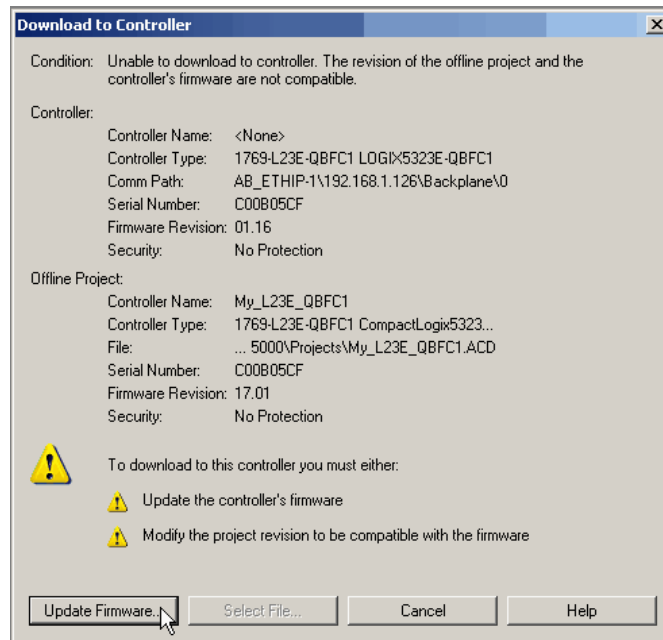 Download to Controller
Condition: Unable to download to controller. The revision of the offline project and the
controller's firmware are not compatible.
Controller:
Controller Name: <None>
Controller Type: 1769-L23E-QBFC1 LOGIX5323E-QBFC1
Comm Path: AB_ETHIP-1\192.168.1.126\Backplane\0
Serial Number: C00B05CF
Firmware Revision: 01.16
Security: No Protection
Offline Project:
Controller Name: My_L23E_QBFC1
Controller Type: 1769-L23E-QBFC1 CompactLogix5323...
File: ... 5000\Projects\My_L23E_QBFC1.ACD
Serial Number: C00B05CF
Firmware Revision: 17.01
Security: No Protection
To download to this controller you must either:
Update the controller's firmware
Modify the project revision to be compatible with the firmware
Update Firmware... Select File... Cancel Help